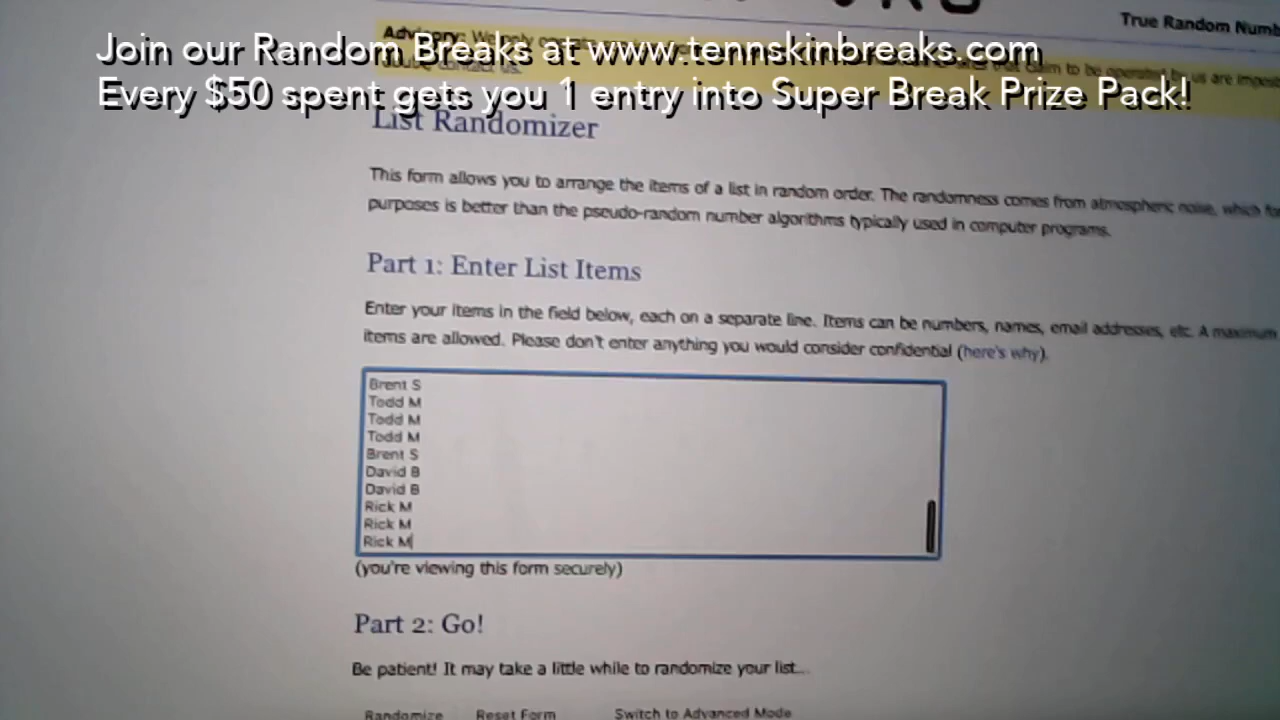 True Random Numb
Join our Random Breaks at www.tennskinbreaks.com
Every $50 spent gets you 1 entry into Super Break Prize Pack!
List Randomizer
This form allows you to arrange the items of a list in random order. The randomness comes from atmospheric noise, which fo
purposes is better than the pseudo-random number algorithms typically used in computer programs.
Part 1: Enter List Items
Enter your items in the field below, each on a separate line. Items can be numbers, names, email addresses, etc. A maximum
items are allowed. Please don't enter anything you would consider confidential (here's why).
Brent S
Todd M
Todd M
Todd M
Brent S
David B
David B
Rick M
Rick M
Rick M
(you're viewing this form securely)
Part 2: Go!
Be patient! It may take a little while to randomize your list...
Randomize Reset Form Switch to Advanced Mode